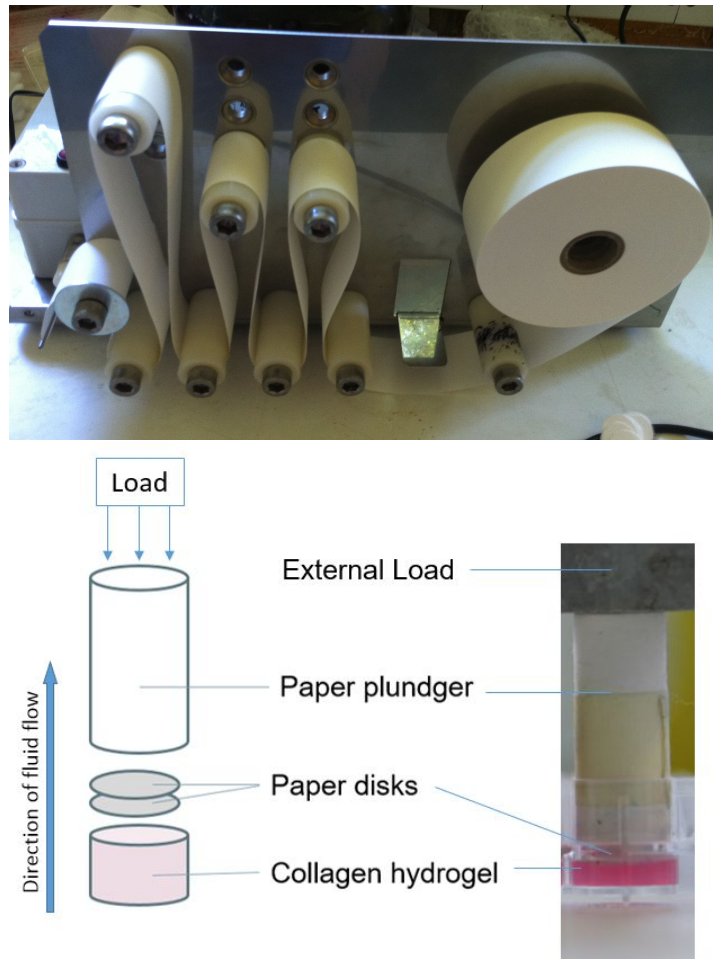 Load
External Load
Paper plundger
Paper disks
Collagen hydrogel
Direction of fluid flow